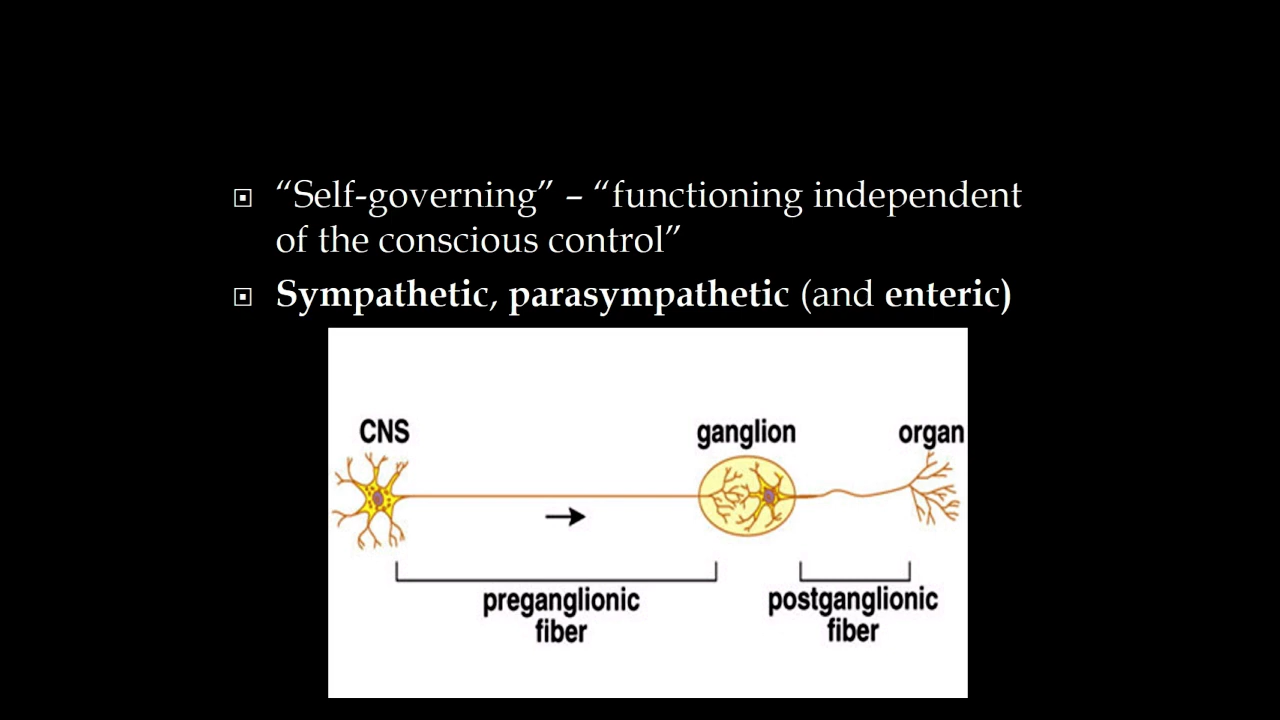 “Self-governing” – “functioning independent
of the conscious control”
Sympathetic, parasympathetic (and enteric)
CNS
ganglion
organ
preganglionic
fiber
postganglionic
fiber